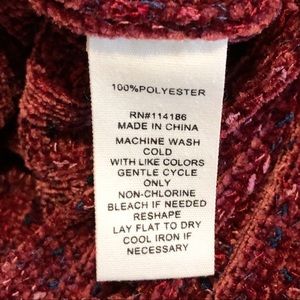 100%POLYESTER
RN#114186
MADE IN CHINA
MACHINE WASH
COLD
WITH LIKE COLORS
GENTLE CYCLE
ONLY
NON-CHLORINE
BLEACH IF NEEDED
RESHAPE
LAY FLAT TO DRY
COOL IRON IF
NECESSARY